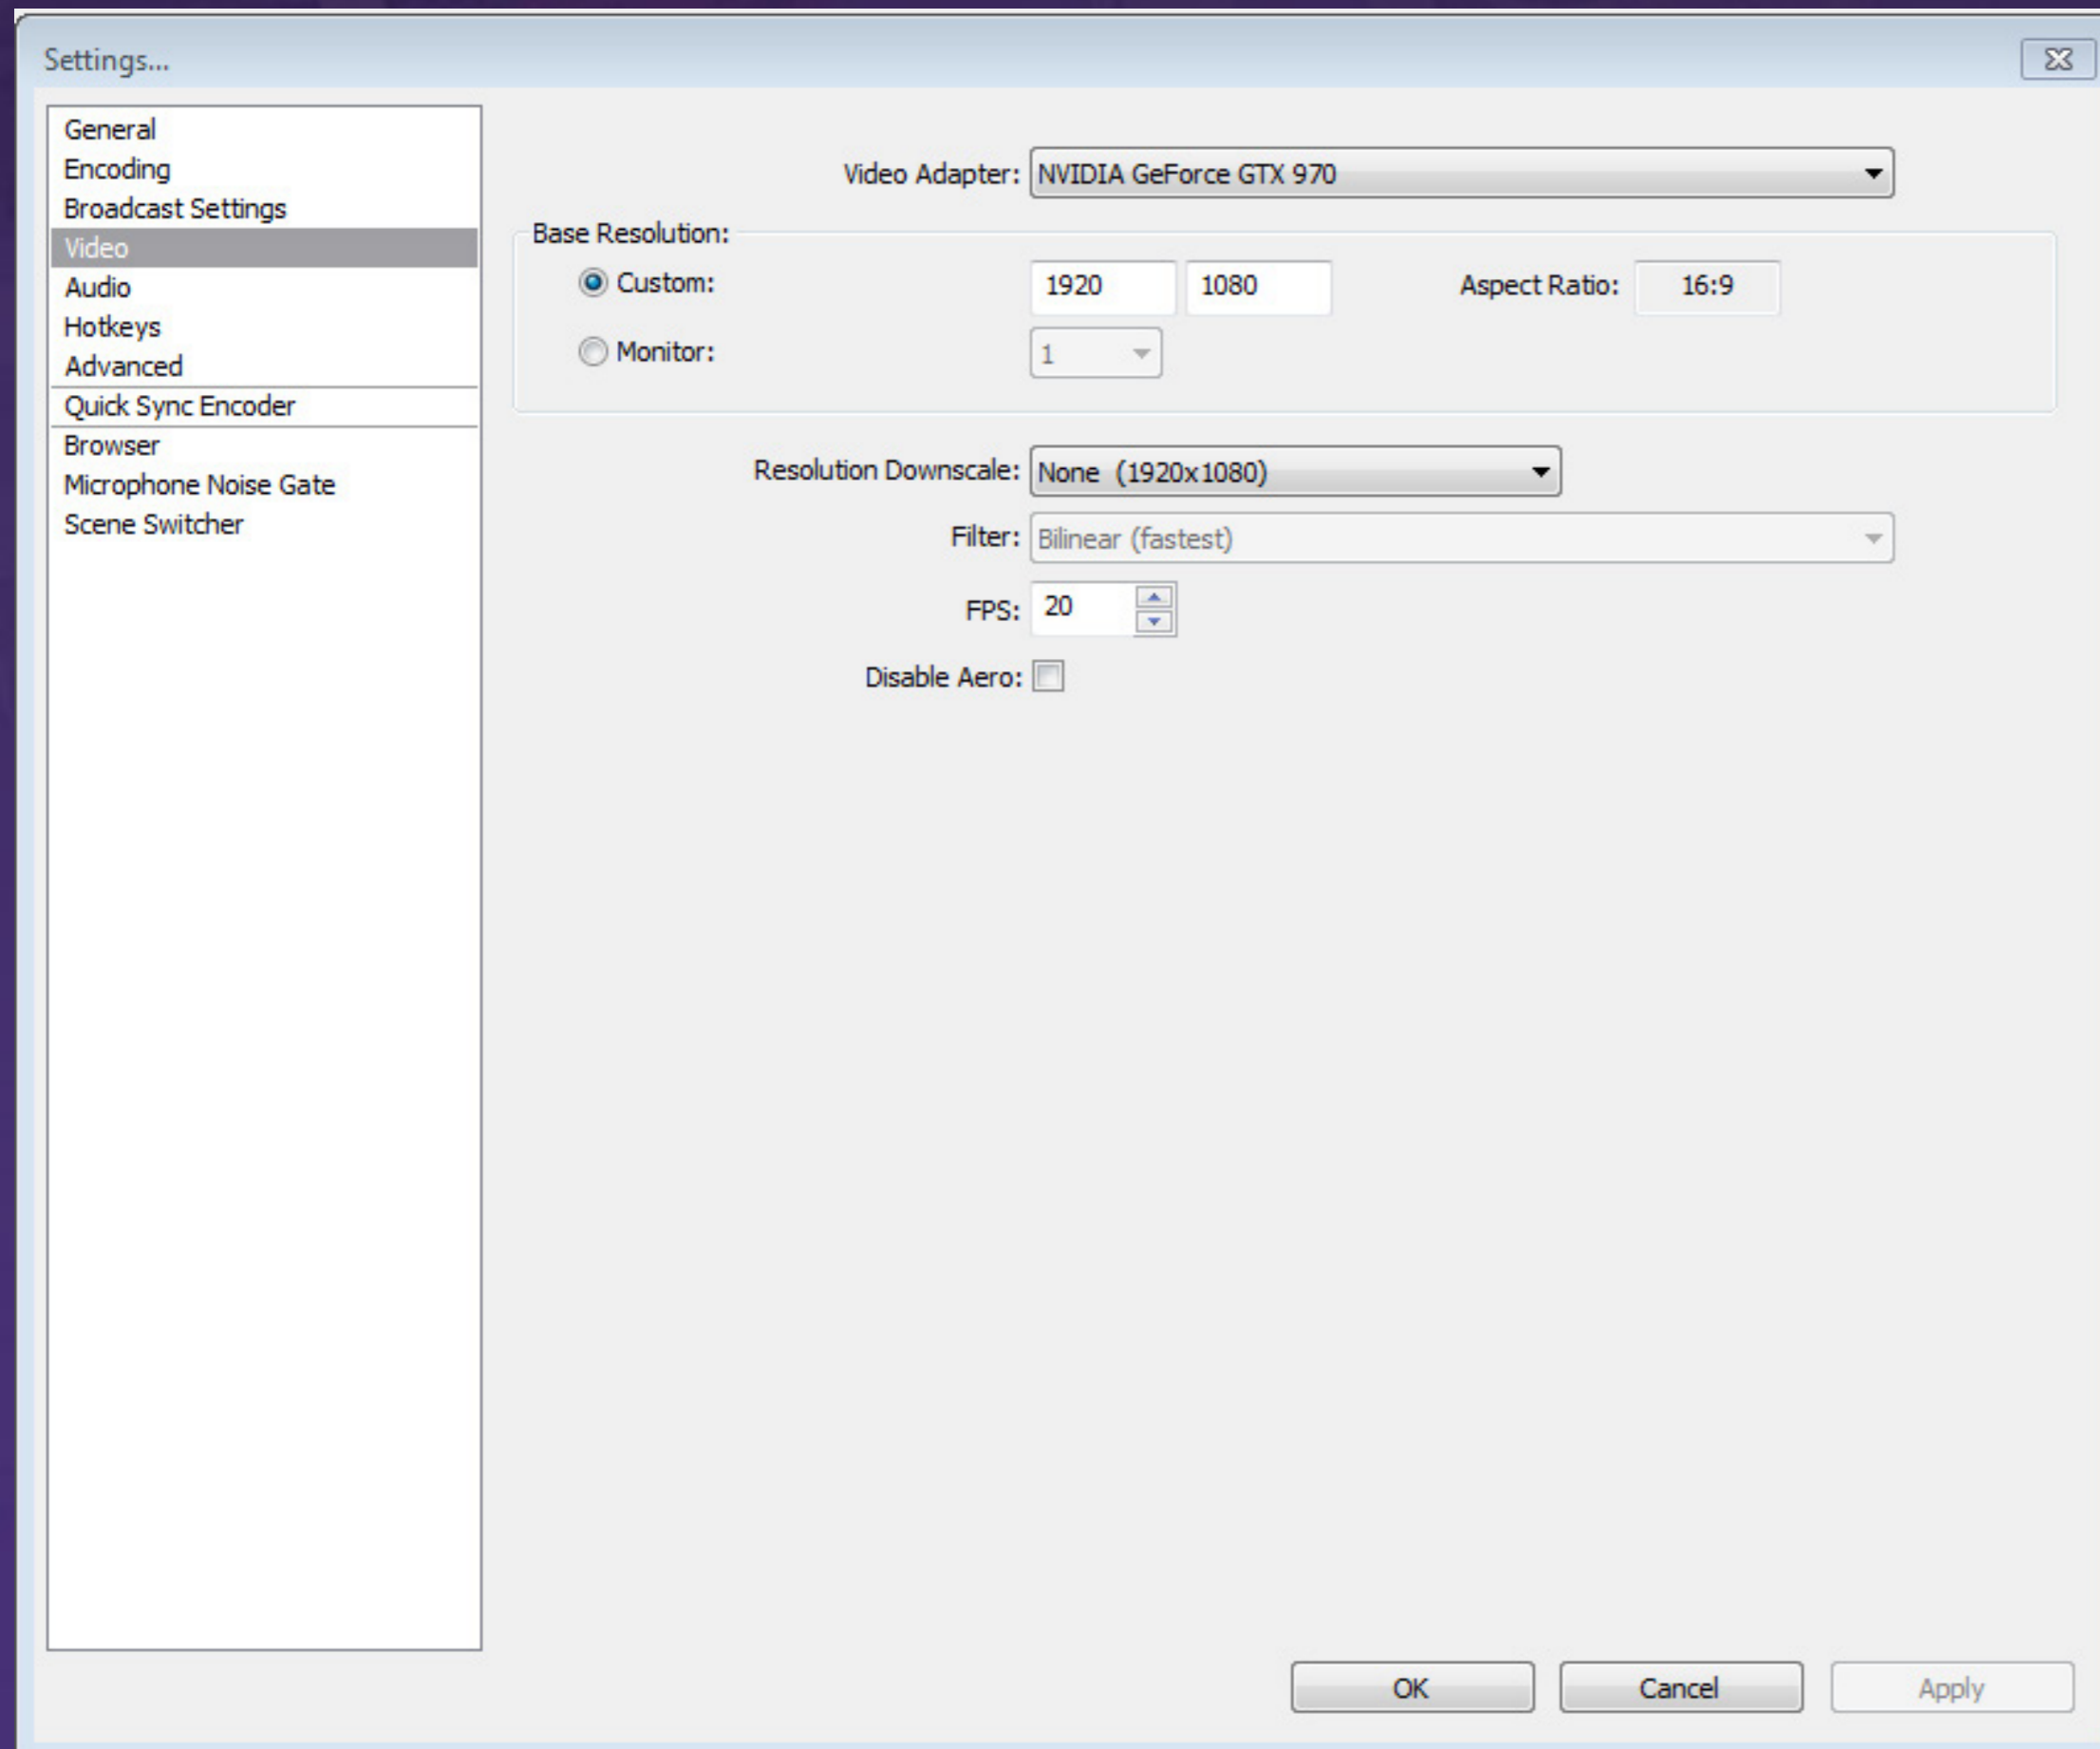 Settings...
General
Encoding
Broadcast Settings
Video
Audio
Hotkeys
Advanced
Quick Sync Encoder
Browser
Microphone Noise Gate
Scene Switcher
Video Adapter: NVIDIA GeForce GTX 970
Base Resolution:
Custom: 1920 1080 Aspect Ratio: 16:9
Monitor: 1
Resolution Downscale: None (1920x1080)
Filter: Bilinear (fastest)
FPS: 20
Disable Aero:
OK Cancel Apply